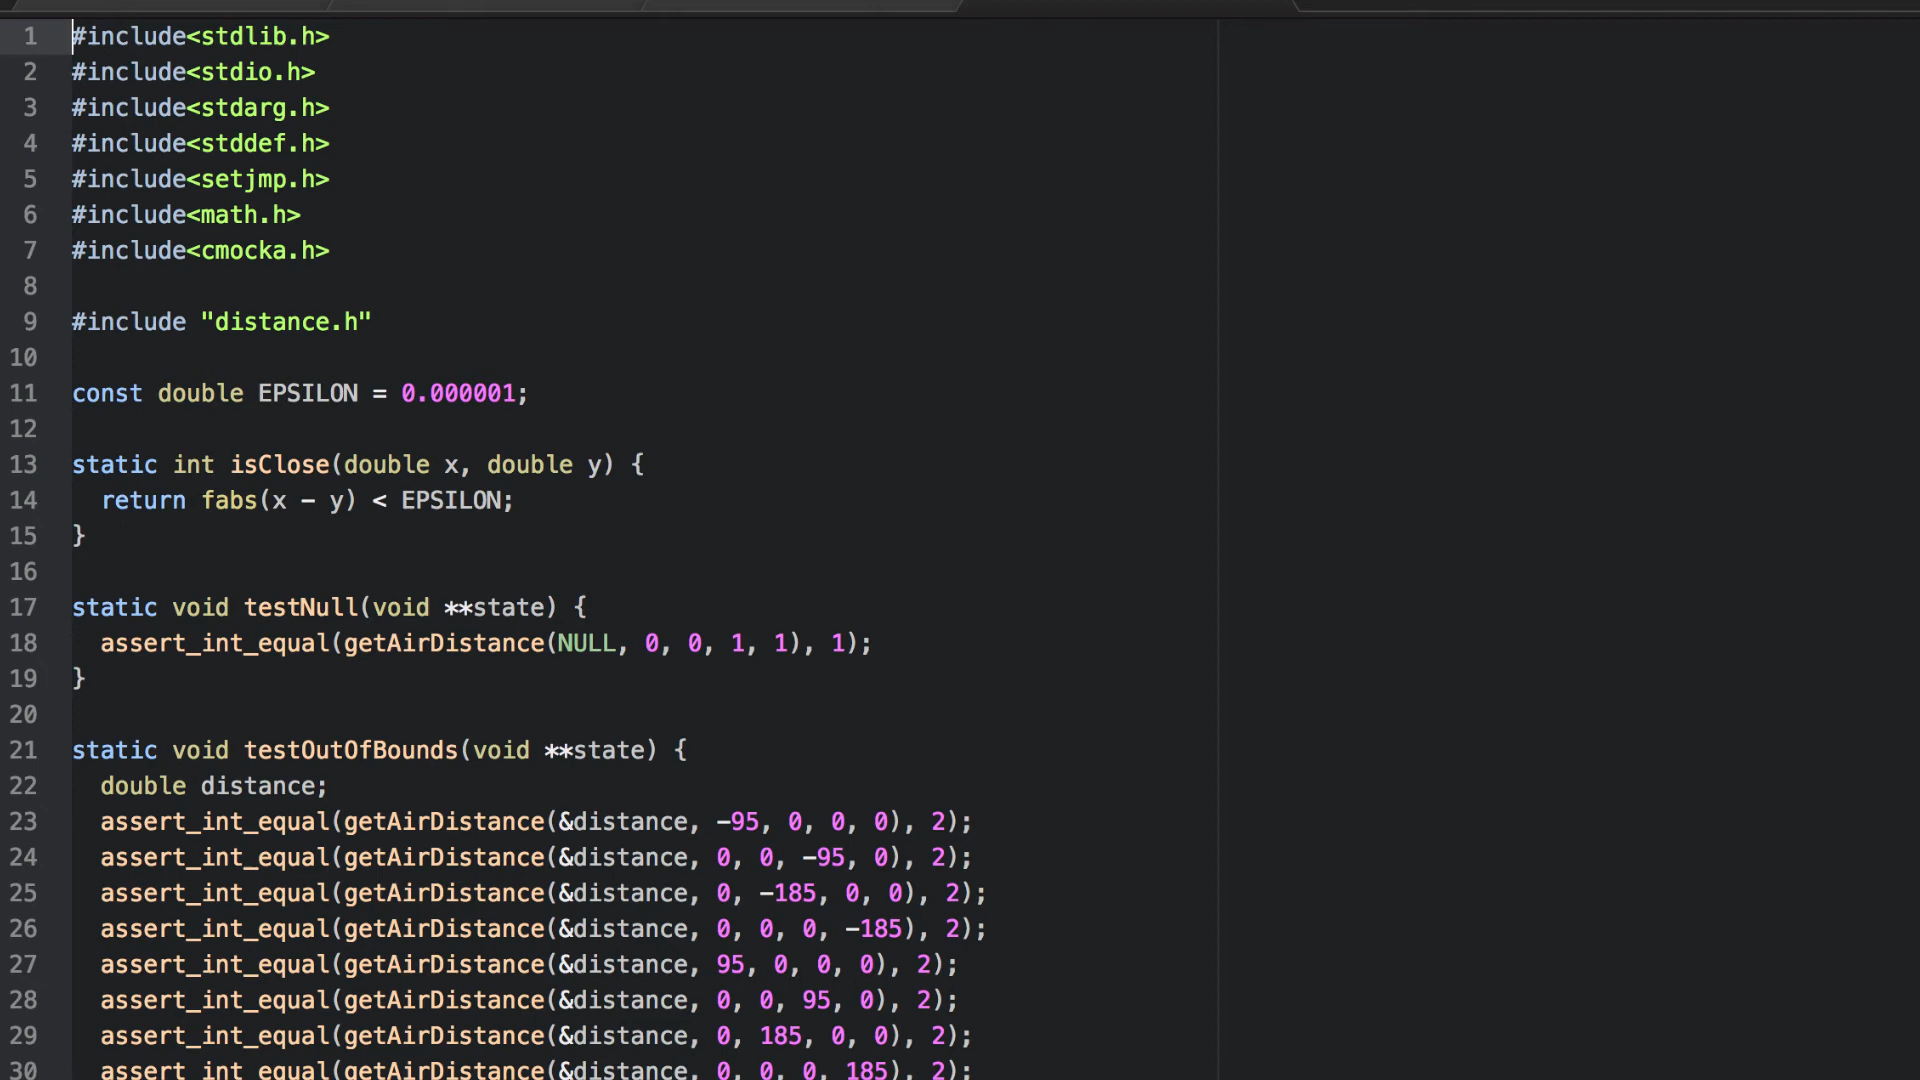 1 #include<stdlib.h>
2 #include<stdio.h>
3 #include<stdarg.h>
4 #include<stddef.h>
5 #include<setjmp.h>
6 #include<math.h>
7 #include<cmocka.h>
8
9 #include "distance.h"
10
11 const double EPSILON = 0.000001;
12
13 static int isClose(double x, double y) {
14   return fabs(x - y) < EPSILON;
15 }
16
17 static void testNull(void **state) {
18   assert_int_equal(getAirDistance(NULL, 0, 0, 1, 1), 1);
19 }
20
21 static void testOutOfBounds(void **state) {
22   double distance;
23   assert_int_equal(getAirDistance(&distance, -95, 0, 0, 0), 2);
24   assert_int_equal(getAirDistance(&distance, 0, 0, -95, 0), 2);
25   assert_int_equal(getAirDistance(&distance, 0, -185, 0, 0), 2);
26   assert_int_equal(getAirDistance(&distance, 0, 0, 0, -185), 2);
27   assert_int_equal(getAirDistance(&distance, 95, 0, 0, 0), 2);
28   assert_int_equal(getAirDistance(&distance, 0, 0, 95, 0), 2);
29   assert_int_equal(getAirDistance(&distance, 0, 185, 0, 0), 2);
30   assert_int_equal(getAirDistance(&distance, 0, 0, 0, 185), 2);